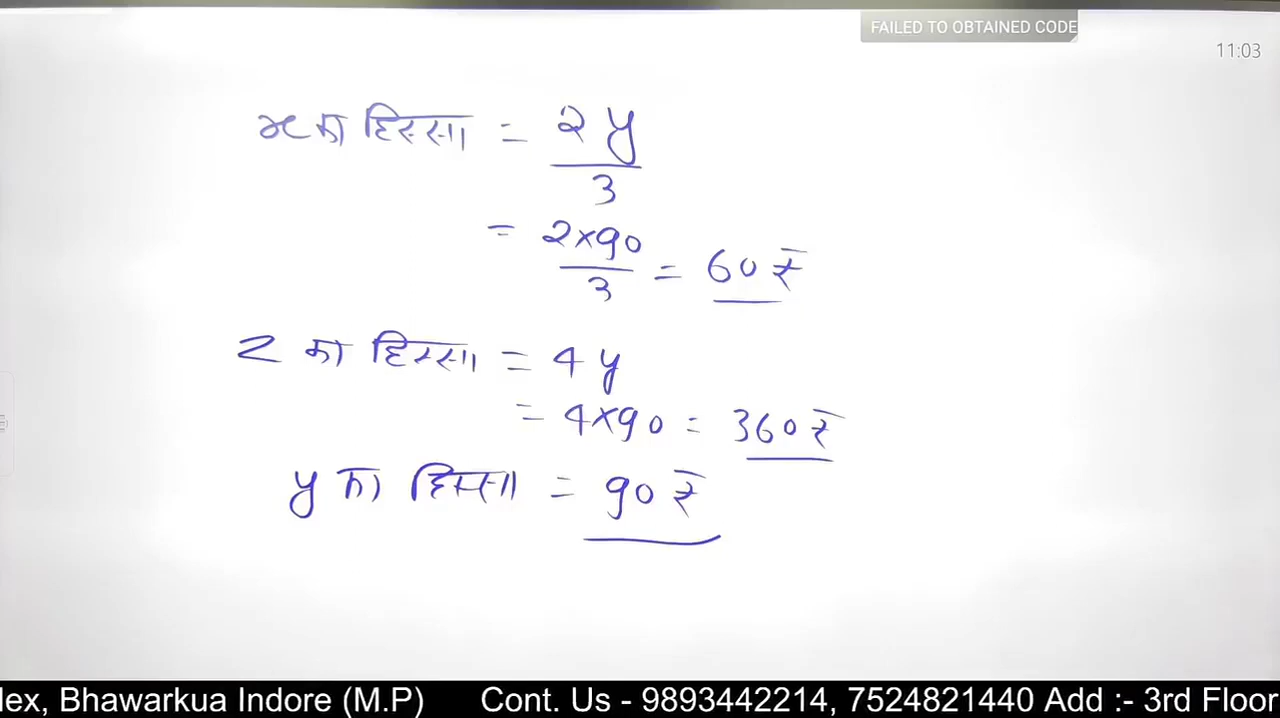 FAILED TO OBTAINED CODE
11:03
x का हिस्सा = 2y
3
= 2×90
3 = 60 ₹
z का हिस्सा = 4y
= 4×90 = 360 ₹
y का हिस्सा = 90 ₹
lex, Bhawarkua Indore (M.P) Cont. Us - 9893442214, 7524821440 Add :- 3rd Floor